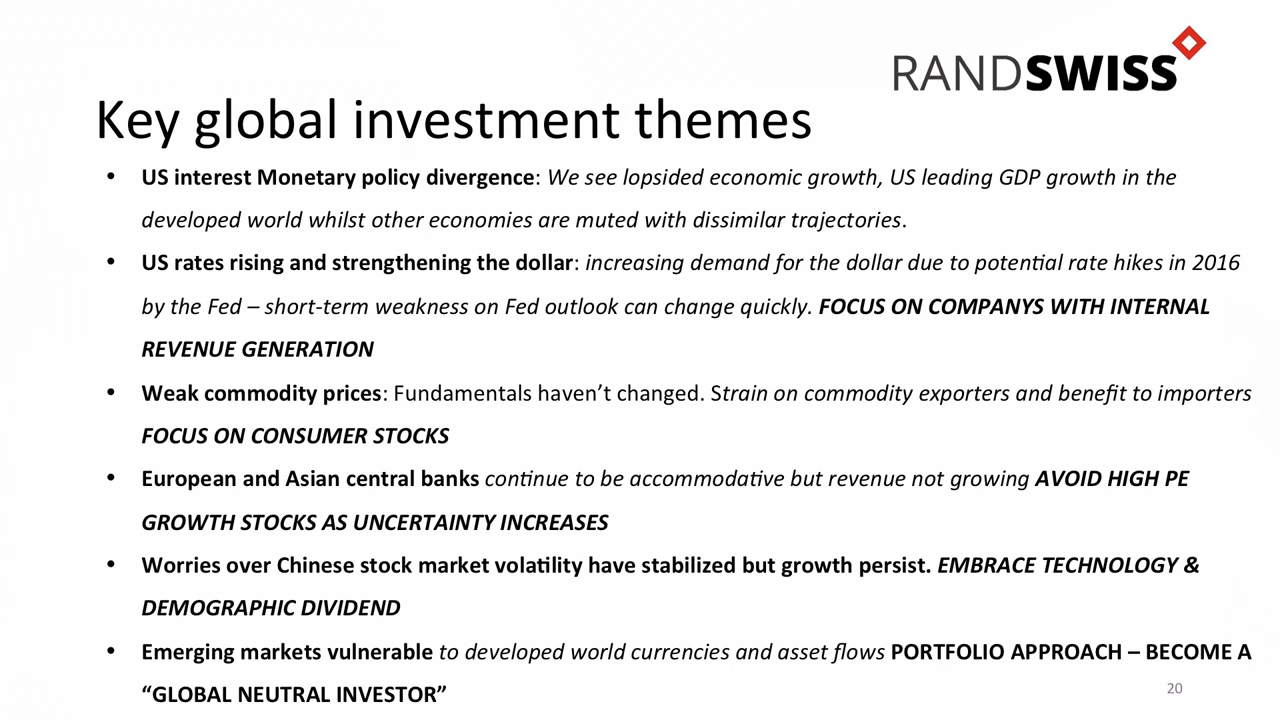 RANDSWISS
Key global investment themes
• US interest Monetary policy divergence: We see lopsided economic growth, US leading GDP growth in the
developed world whilst other economies are muted with dissimilar trajectories.
• US rates rising and strengthening the dollar: increasing demand for the dollar due to potential rate hikes in 2016
by the Fed – short-term weakness on Fed outlook can change quickly. FOCUS ON COMPANYS WITH INTERNAL
REVENUE GENERATION
• Weak commodity prices: Fundamentals haven’t changed. Strain on commodity exporters and benefit to importers
FOCUS ON CONSUMER STOCKS
• European and Asian central banks continue to be accommodative but revenue not growing AVOID HIGH PE
GROWTH STOCKS AS UNCERTAINTY INCREASES
• Worries over Chinese stock market volatility have stabilized but growth persist. EMBRACE TECHNOLOGY &
DEMOGRAPHIC DIVIDEND
• Emerging markets vulnerable to developed world currencies and asset flows PORTFOLIO APPROACH – BECOME A
“GLOBAL NEUTRAL INVESTOR”
20